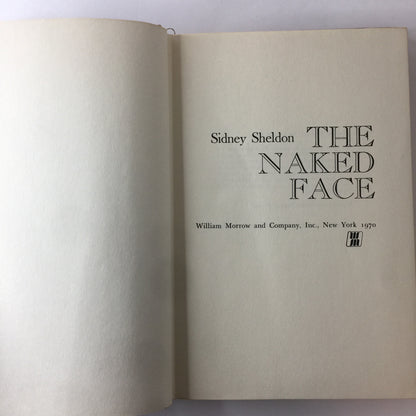 Sidney Sheldon THE
NAKED
FACE
William Morrow and Company, Inc., New York 1970